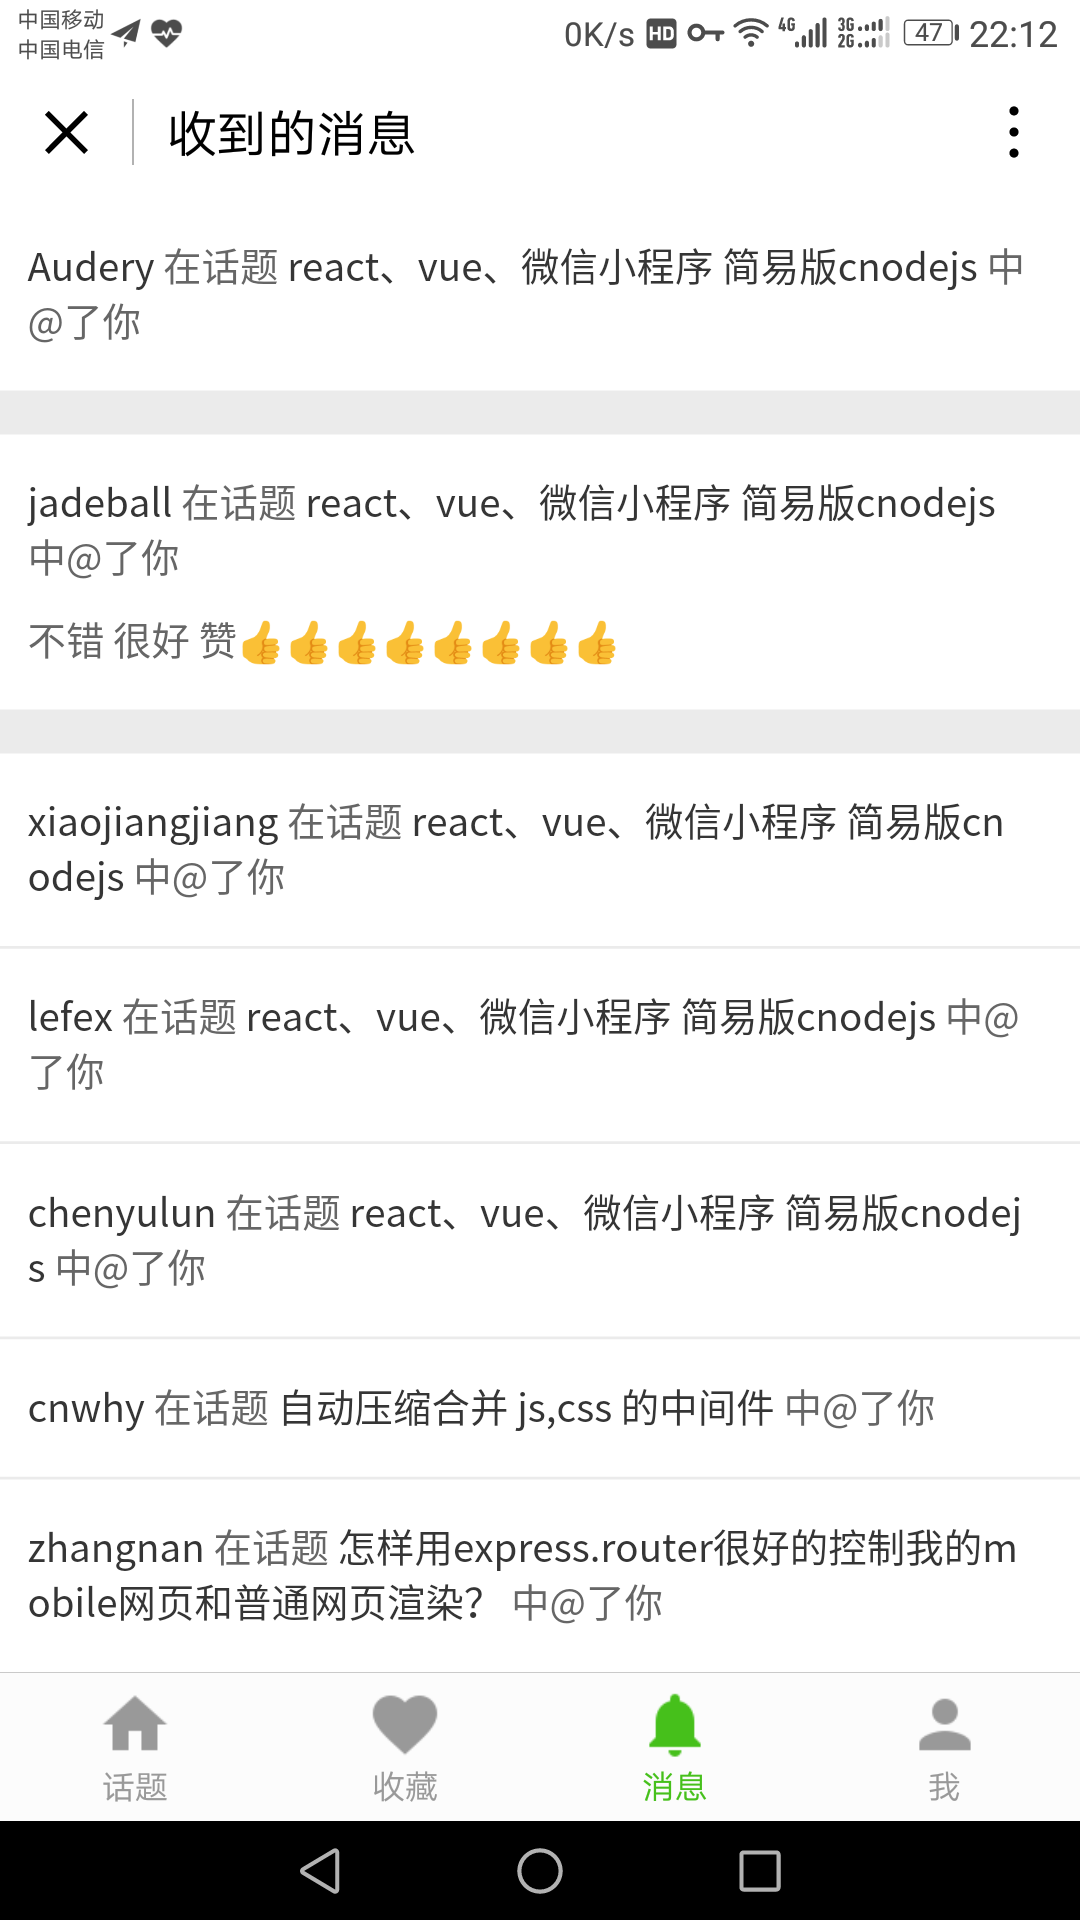 中国移动
中国电信
0K/s HD 4G 3G 2G 47 22:12
收到的消息
Audery 在话题 react、vue、微信小程序 简易版cnodejs 中
@了你
jadeball 在话题 react、vue、微信小程序 简易版cnodejs
中@了你
不错 很好 赞👍👍👍👍👍👍👍👍
xiaojiangjiang 在话题 react、vue、微信小程序 简易版cn
odejs 中@了你
lefex 在话题 react、vue、微信小程序 简易版cnodejs 中@
了你
chenyulun 在话题 react、vue、微信小程序 简易版cnodej
s 中@了你
cnwhy 在话题 自动压缩合并 js,css 的中间件 中@了你
zhangnan 在话题 怎样用express.router很好的控制我的m
obile网页和普通网页渲染？ 中@了你
话题 收藏 消息 我